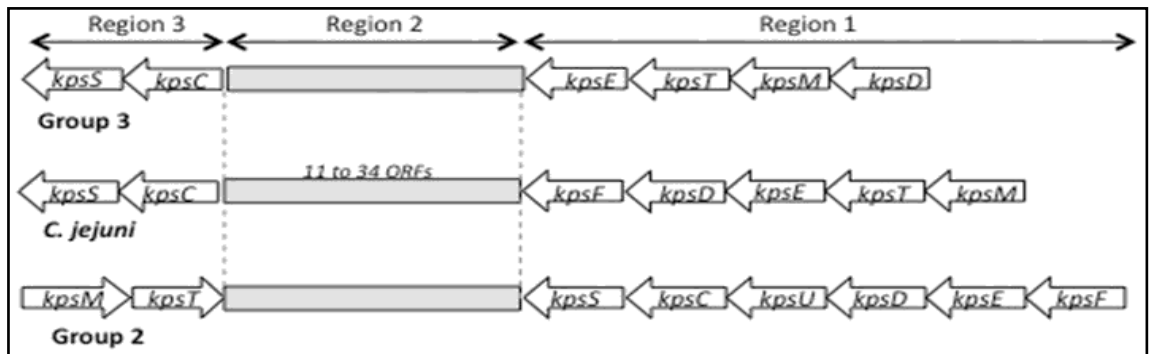 Region 3 Region 2 Region 1
kpsS kpsC kpsE kpsT kpsM kpsD
Group 3
11 to 34 ORFs
kpsS kpsC kpsF kpsD kpsE kpsT kpsM
C. jejuni
kpsM kpsT kpsS kpsC kpsU kpsD kpsE kpsF
Group 2